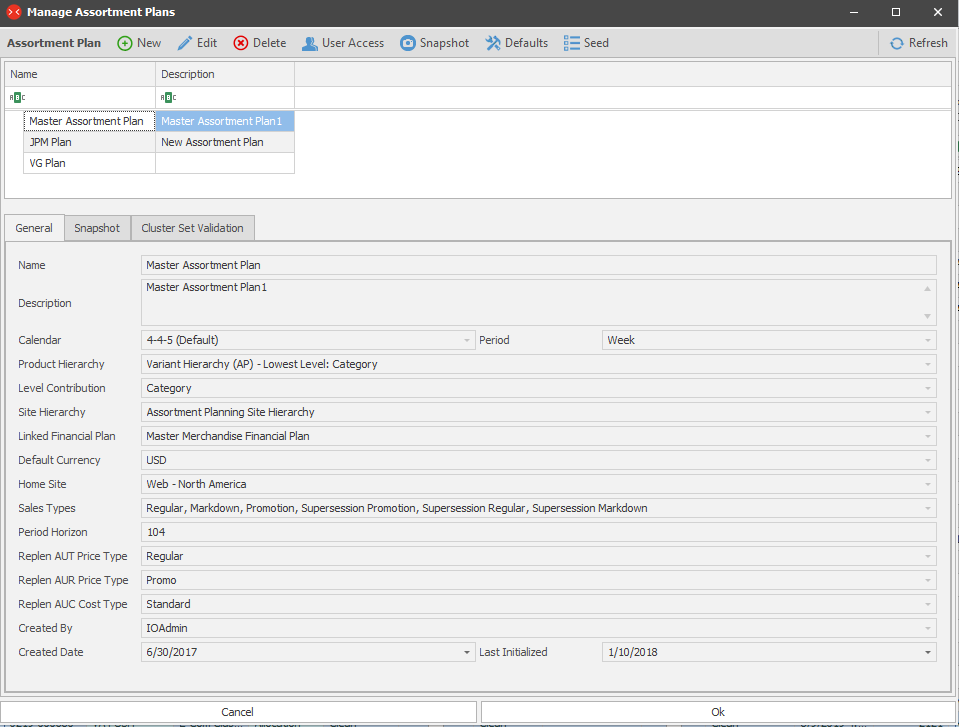 Manage Assortment Plans
Assortment Plan New Edit Delete User Access Snapshot Defaults Seed Refresh
Name Description
ABC ABC
Master Assortment Plan Master Assortment Plan1
JPM Plan New Assortment Plan
VG Plan
General Snapshot Cluster Set Validation
Name Master Assortment Plan
Description Master Assortment Plan1
Calendar 4-4-5 (Default) Period Week
Product Hierarchy Variant Hierarchy (AP) - Lowest Level: Category
Level Contribution Category
Site Hierarchy Assortment Planning Site Hierarchy
Linked Financial Plan Master Merchandise Financial Plan
Default Currency USD
Home Site Web - North America
Sales Types Regular, Markdown, Promotion, Supersession Promotion, Supersession Regular, Supersession Markdown
Period Horizon 104
Replen AUT Price Type Regular
Replen AUR Price Type Promo
Replen AUC Cost Type Standard
Created By IOAdmin
Created Date 6/30/2017 Last Initialized 1/10/2018
Cancel Ok